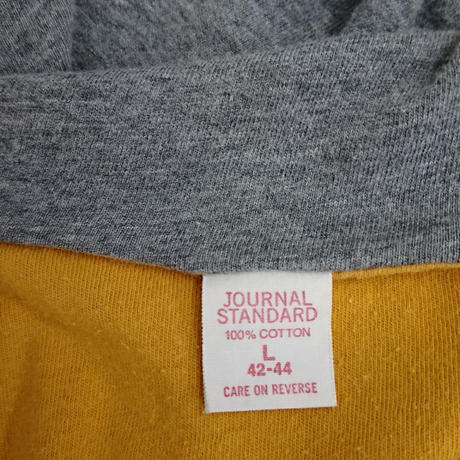 JOURNAL
STANDARD
100% COTTON
L
42-44
CARE ON REVERSE